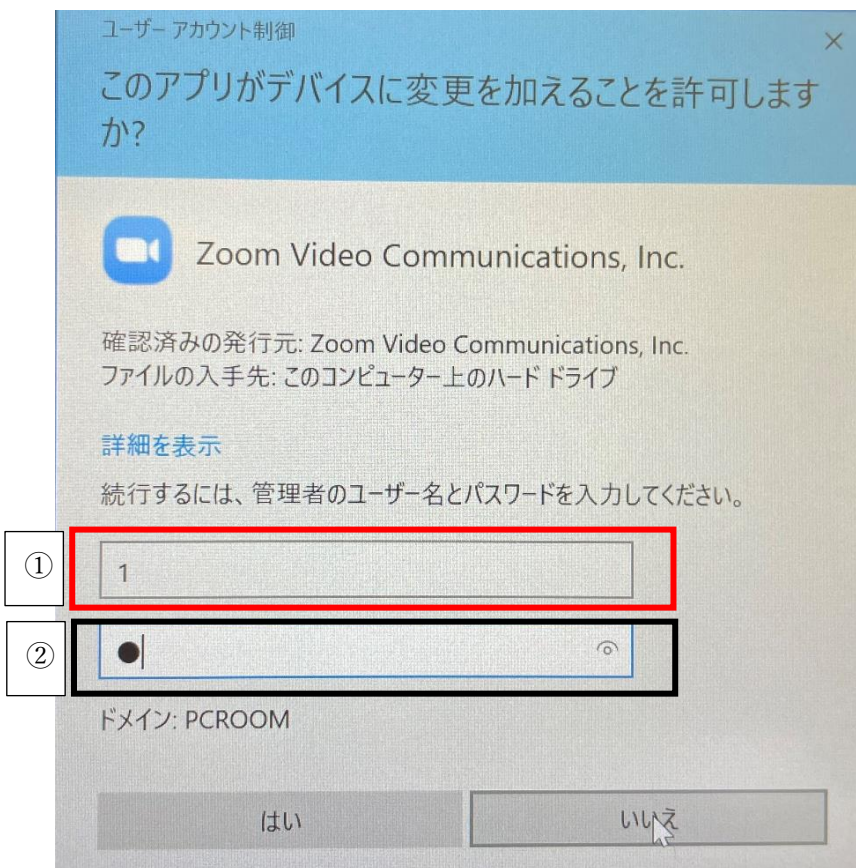 ユーザー アカウント制御
このアプリがデバイスに変更を加えることを許可します
か?
Zoom Video Communications, Inc.
確認済みの発行元: Zoom Video Communications, Inc.
ファイルの入手先: このコンピューター上のハード ドライブ
詳細を表示
続行するには、管理者のユーザー名とパスワードを入力してください。
① 1
② ●
ドメイン: PCROOM
はい いいえ